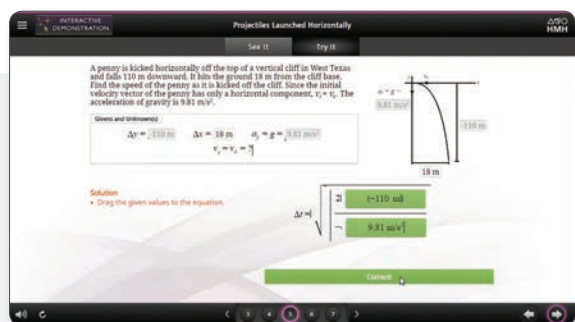 INTERACTIVE
DEMONSTRATION
Projectiles Launched Horizontally
HMH
See It
Try It
A penny is kicked horizontally off the top of a vertical cliff in West Texas
and falls 110 m downward. It hits the ground 18 m from the cliff base.
Find the speed of the penny as it is kicked off the cliff. Since the initial
velocity vector of the penny has only a horizontal component, vᵢ = vₓ. The
acceleration of gravity is 9.81 m/s².
Givens and Unknown(s)
Δy = -110 m Δx = 18 m aᵧ = g = 9.81 m/s²
vᵢ = vₓ = ?
9.81 m/s²
-110 m
18 m
Solution
• Drag the given values to the equation.
Δt =
(-110 m)
9.81 m/s²
Correct!
3 4 5 6 7